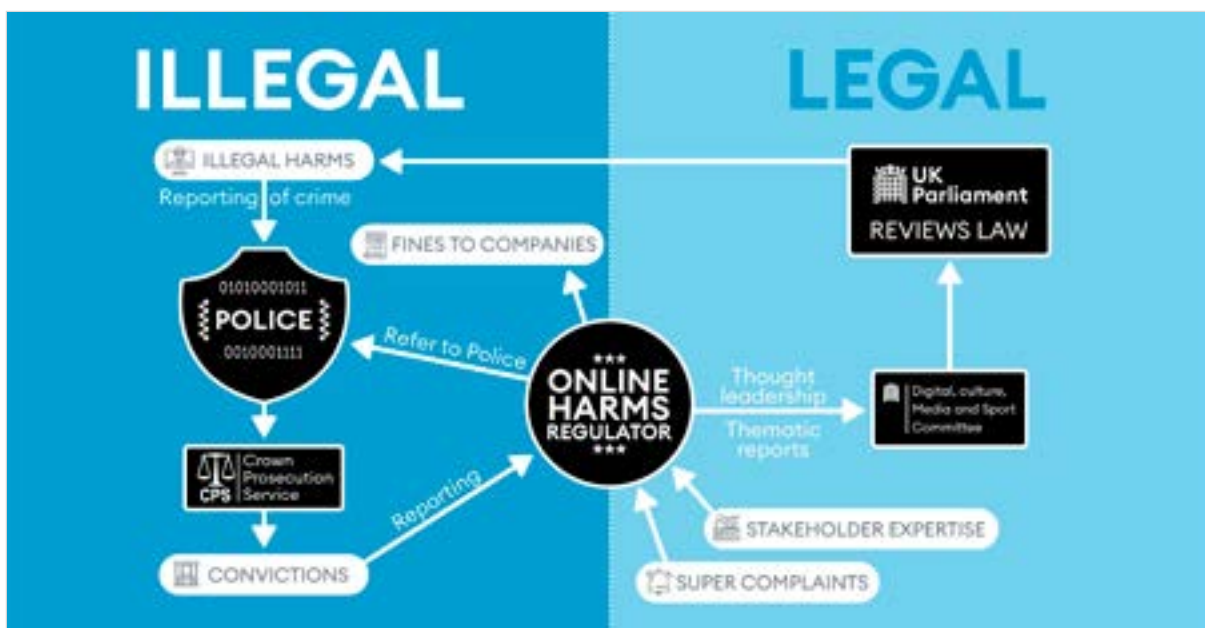 ILLEGAL
LEGAL
ILLEGAL HARMS
Reporting of crime
FINES TO COMPANIES
UK
Parliament
REVIEWS LAW
01010001011
POLICE
0010001111
Refer to Police
★★★
ONLINE
HARMS
REGULATOR
★★★
Thought
leadership
Thematic
reports
Digital, culture,
Media and Sport
Committee
CPS
Crown
Prosecution
Service
Reporting
STAKEHOLDER EXPERTISE
CONVICTIONS
SUPER COMPLAINTS